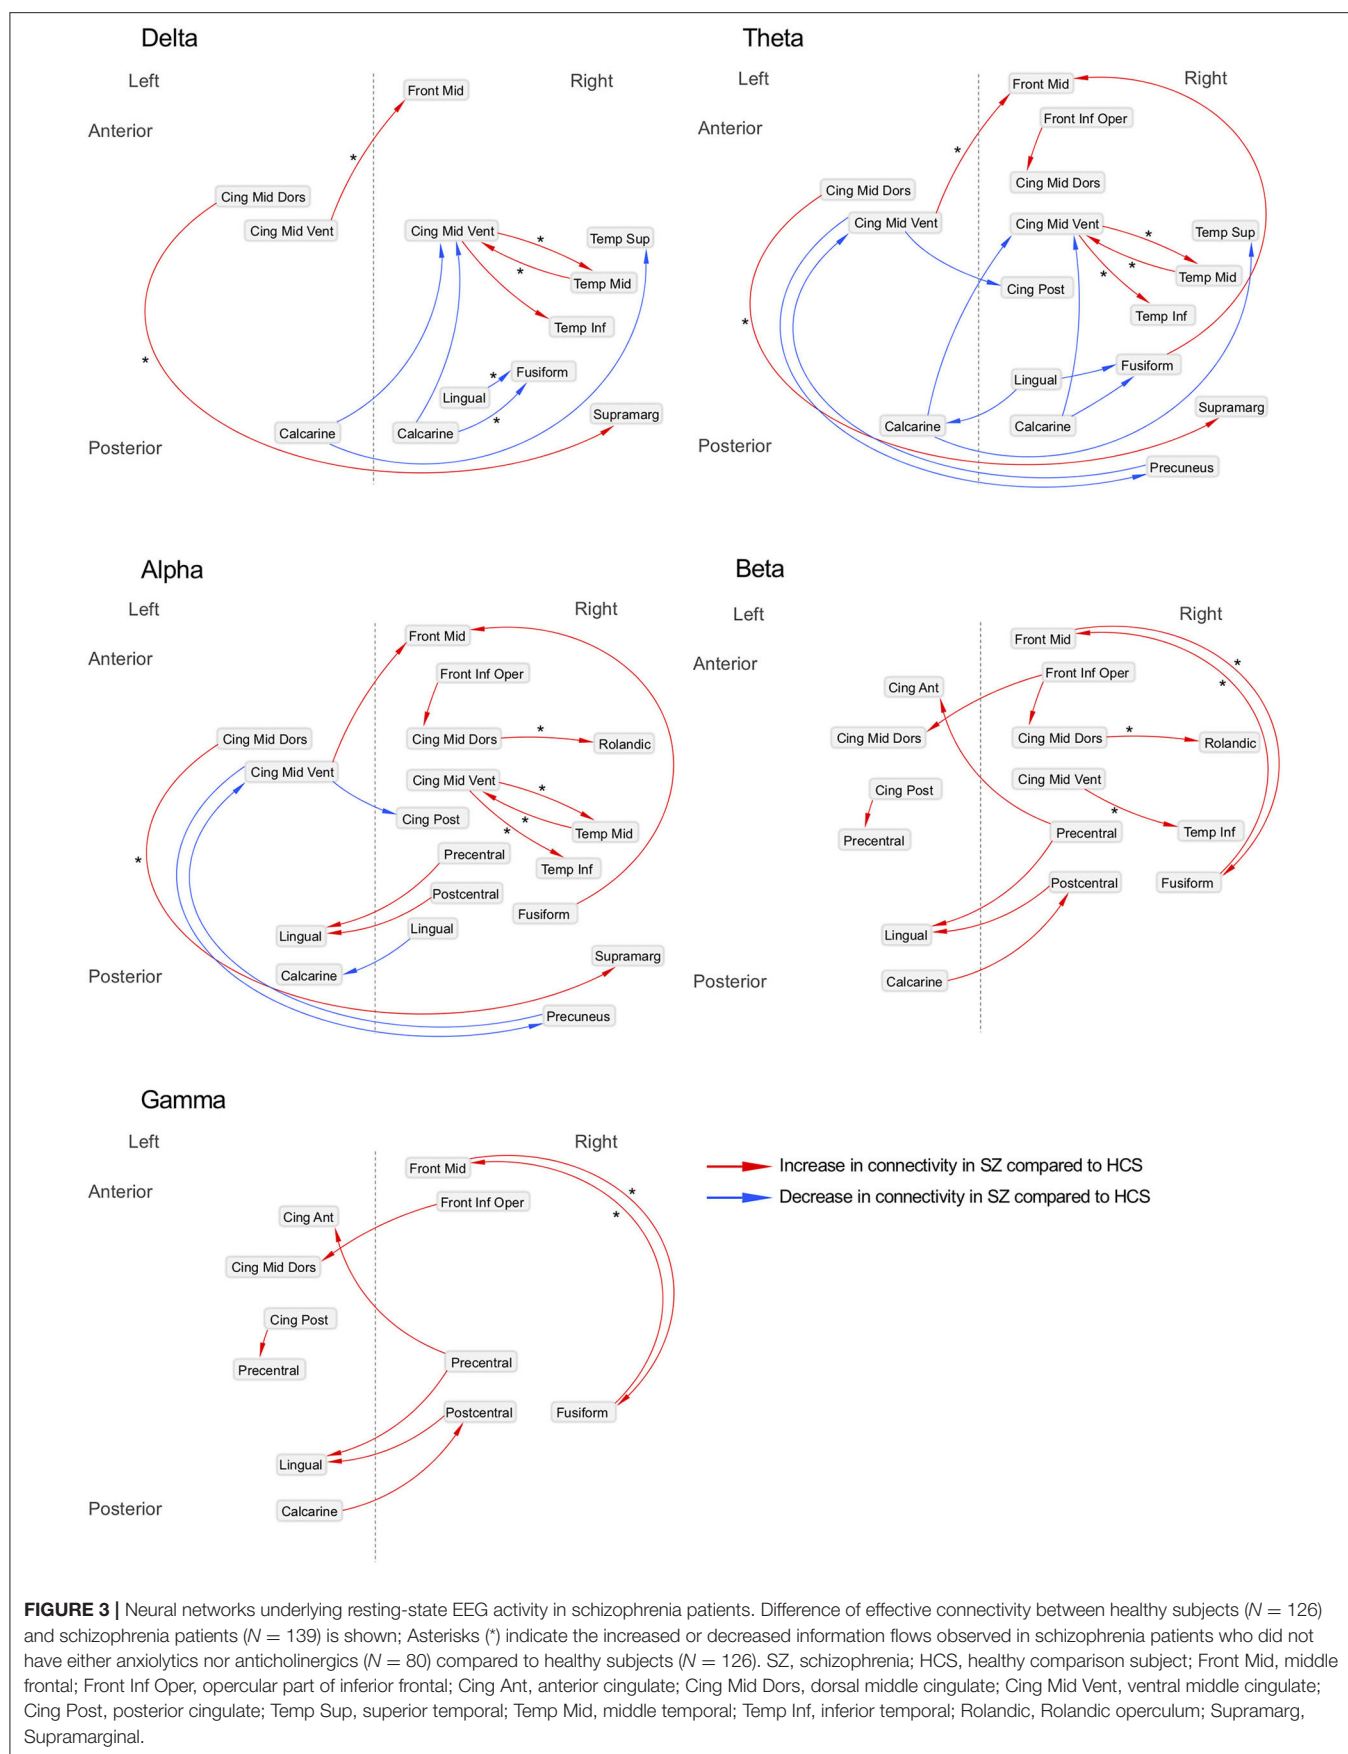 Delta
Left
Right
Anterior
Front Mid
Cing Mid Dors
Cing Mid Vent
Cing Mid Vent
*
Temp Sup
*
*
Temp Mid
Temp Inf
*
*
Fusiform
Lingual
*
Supramarg
Calcarine
Calcarine
Posterior
Theta
Left
Right
Front Mid
Anterior
Front Inf Oper
*
Cing Mid Dors
Cing Mid Dors
Cing Mid Vent
Cing Mid Vent
*
Temp Sup
*
*
Temp Mid
Cing Post
Temp Inf
*
Fusiform
Lingual
Supramarg
Calcarine
Calcarine
Posterior
Precuneus
Alpha
Left
Right
Front Mid
Anterior
Front Inf Oper
Cing Mid Dors
Cing Mid Dors
*
Rolandic
Cing Mid Vent
Cing Mid Vent
*
Cing Post
*
*
Temp Mid
*
Precentral
Temp Inf
Postcentral
Fusiform
Lingual
Lingual
Supramarg
Posterior
Calcarine
Precuneus
Beta
Left
Right
Front Mid
Anterior
*
*
Front Inf Oper
Cing Ant
Cing Mid Dors
Cing Mid Dors
*
Rolandic
Cing Mid Vent
Cing Post
*
Precentral
Precentral
Temp Inf
Postcentral
Fusiform
Lingual
Posterior
Calcarine
Gamma
Left
Right
Front Mid
Anterior
*
*
Front Inf Oper
Cing Ant
Cing Mid Dors
Cing Post
Precentral
Precentral
Postcentral
Fusiform
Lingual
Posterior
Calcarine
Increase in connectivity in SZ compared to HCS
Decrease in connectivity in SZ compared to HCS
FIGURE 3 | Neural networks underlying resting-state EEG activity in schizophrenia patients. Difference of effective connectivity between healthy subjects (N = 126)
and schizophrenia patients (N = 139) is shown; Asterisks (*) indicate the increased or decreased information flows observed in schizophrenia patients who did not
have either anxiolytics nor anticholinergics (N = 80) compared to healthy subjects (N = 126). SZ, schizophrenia; HCS, healthy comparison subject; Front Mid, middle
frontal; Front Inf Oper, opercular part of inferior frontal; Cing Ant, anterior cingulate; Cing Mid Dors, dorsal middle cingulate; Cing Mid Vent, ventral middle cingulate;
Cing Post, posterior cingulate; Temp Sup, superior temporal; Temp Mid, middle temporal; Temp Inf, inferior temporal; Rolandic, Rolandic operculum; Supramarg,
Supramarginal.